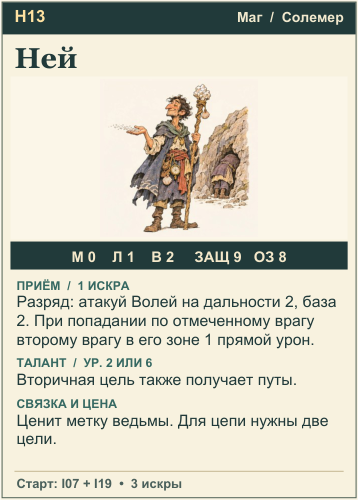 H13
Маг / Солемер
Ней
М 0 Л 1 В 2 ЗАЩ 9 ОЗ 8
ПРИЁМ / 1 ИСКРА
Разряд: атакуй Волей на дальности 2, база
2. При попадании по отмеченному врагу
второму врагу в его зоне 1 прямой урон.
ТАЛАНТ / УР. 2 ИЛИ 6
Вторичная цель также получает путы.
СВЯЗКА И ЦЕНА
Ценит метку ведьмы. Для цепи нужны две
цели.
Старт: I07 + I19 • 3 искры